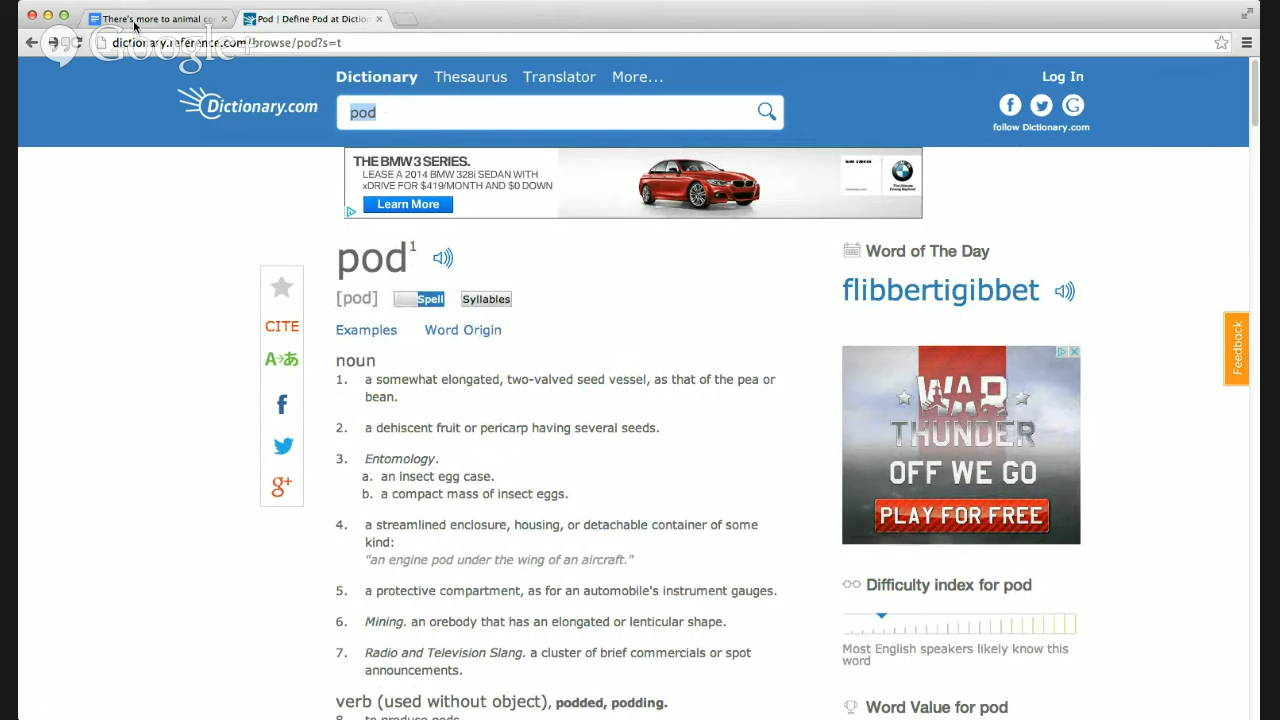 There's more to animal co
Pod | Define Pod at Diction
Google+
dictionary.reference.com/browse/pod?s=t
Dictionary Thesaurus Translator More...
Log In
Dictionary.com
pod
follow Dictionary.com
THE BMW 3 SERIES.
LEASE A 2014 BMW 328i SEDAN WITH
xDRIVE FOR $419/MONTH AND $0 DOWN
Learn More
pod1
[pod] Spell Syllables
Examples Word Origin
CITE
A→あ
noun
1. a somewhat elongated, two-valved seed vessel, as that of the pea or
bean.
2. a dehiscent fruit or pericarp having several seeds.
3. Entomology.
a. an insect egg case.
b. a compact mass of insect eggs.
4. a streamlined enclosure, housing, or detachable container of some
kind:
"an engine pod under the wing of an aircraft."
5. a protective compartment, as for an automobile's instrument gauges.
6. Mining. an orebody that has an elongated or lenticular shape.
7. Radio and Television Slang. a cluster of brief commercials or spot
announcements.
verb (used without object), podded, podding.
8. to produce pods.
Word of The Day
flibbertigibbet
WAR
THUNDER
OFF WE GO
PLAY FOR FREE
Feedback
Difficulty index for pod
Most English speakers likely know this
word
Word Value for pod